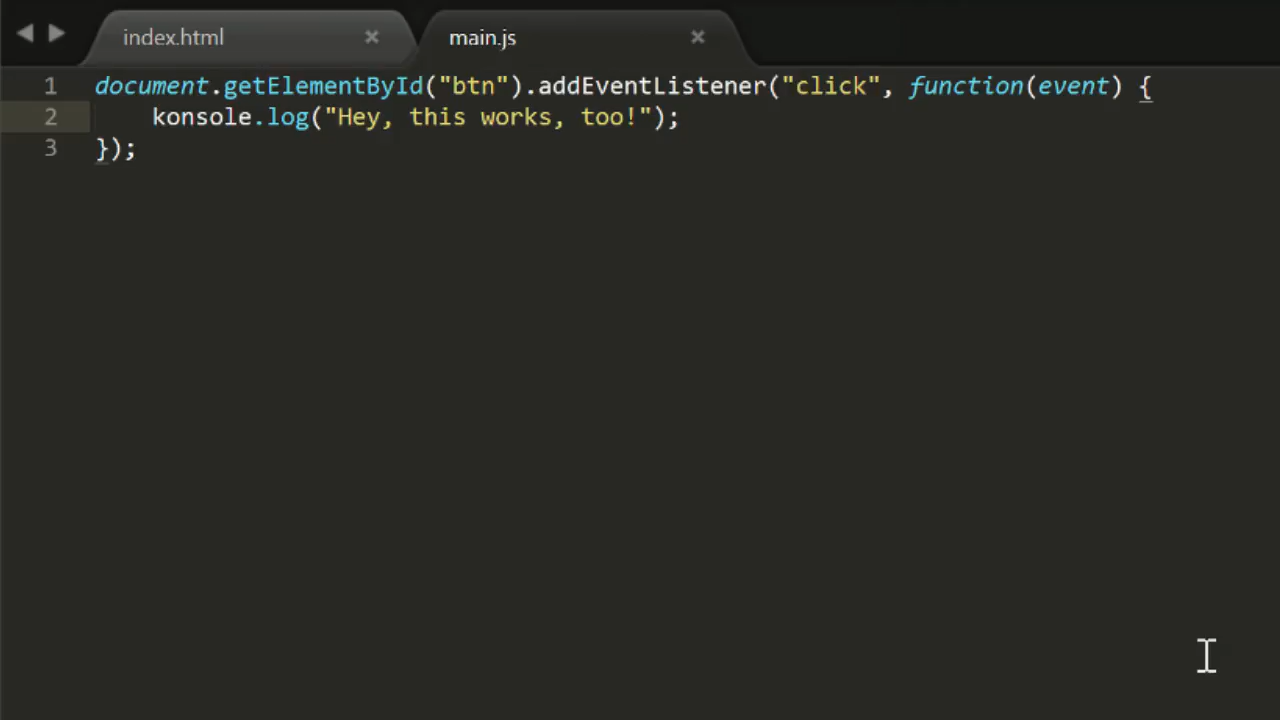 index.html ×
main.js ×
1 document.getElementById("btn").addEventListener("click", function(event) {
2 konsole.log("Hey, this works, too!");
3 });